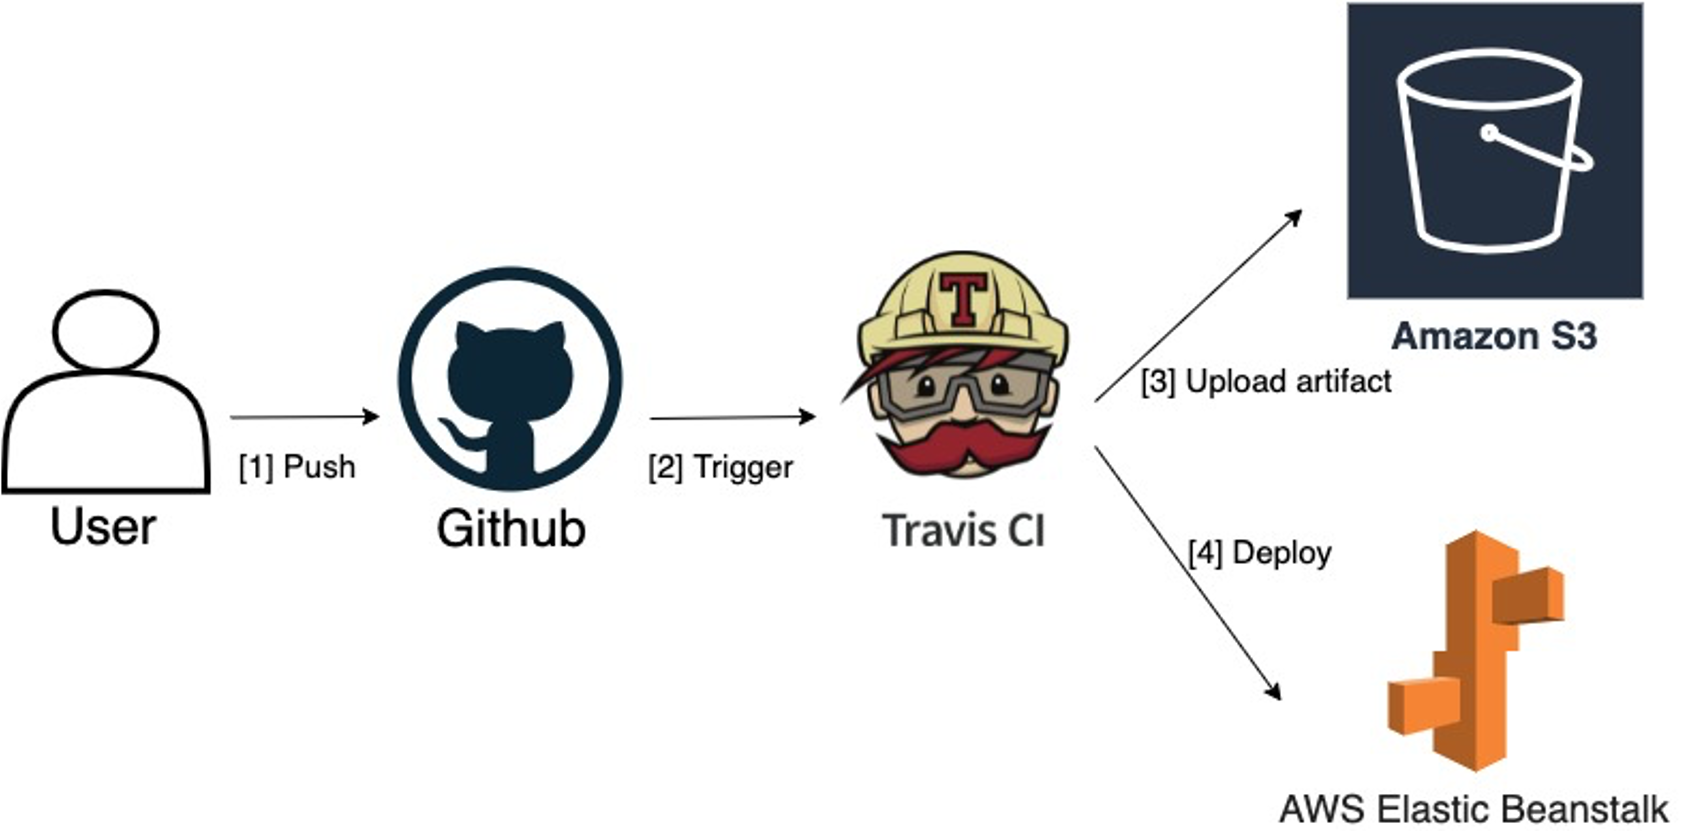 T
Amazon S3
[3] Upload artifact
[1] Push
[2] Trigger
User
Github
Travis CI
[4] Deploy
AWS Elastic Beanstalk